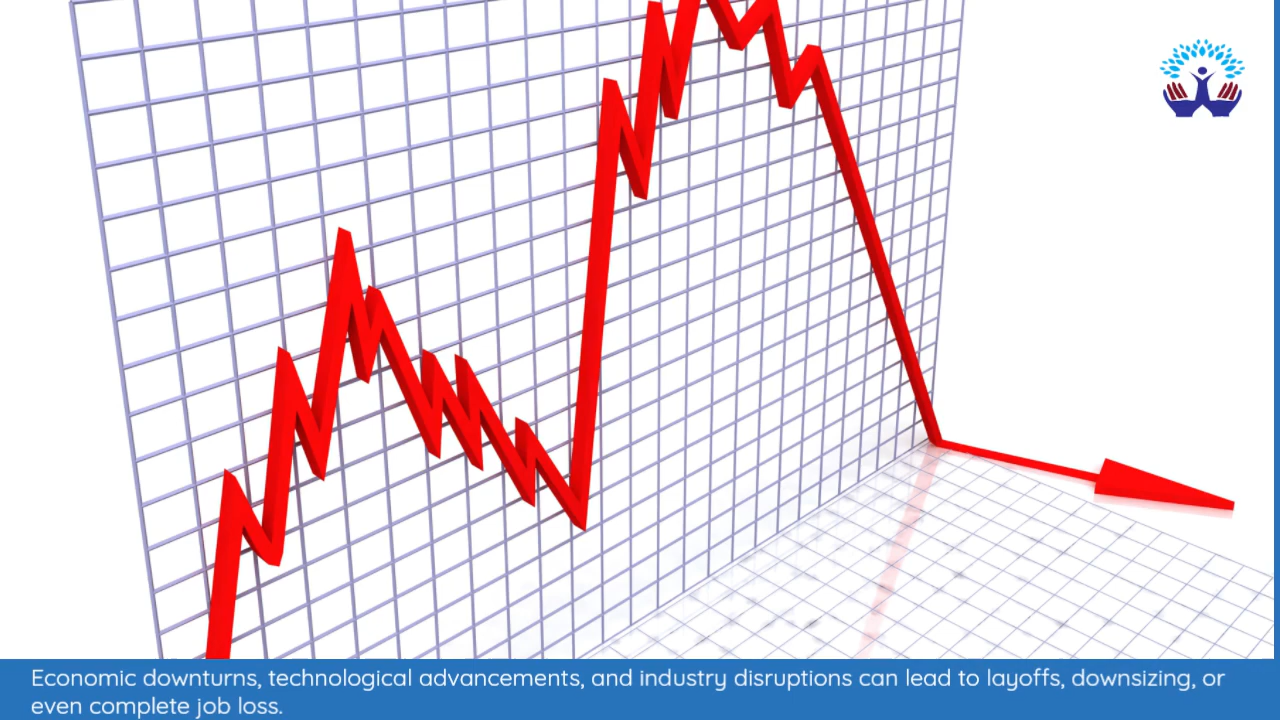 Economic downturns, technological advancements, and industry disruptions can lead to layoffs, downsizing, or
even complete job loss.